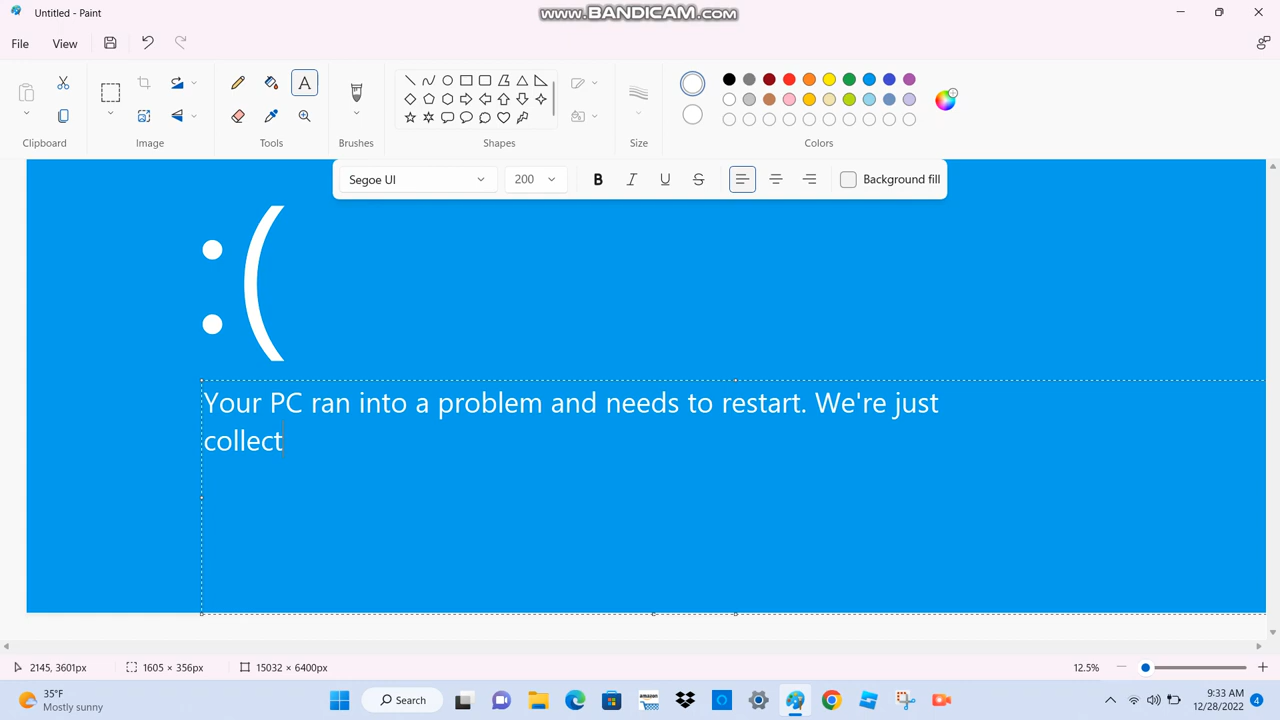 Untitled - Paint
www.BANDICAM.com
File
View
Clipboard
Image
Tools
Brushes
Shapes
Size
Colors
Segoe UI
200
B
I
U
S
Background fill
:(
Your PC ran into a problem and needs to restart. We're just
collect
2145, 3601px
1605 × 356px
15032 × 6400px
12.5%
35°F
Mostly sunny
Search
amazon
9:33 AM
12/28/2022
4